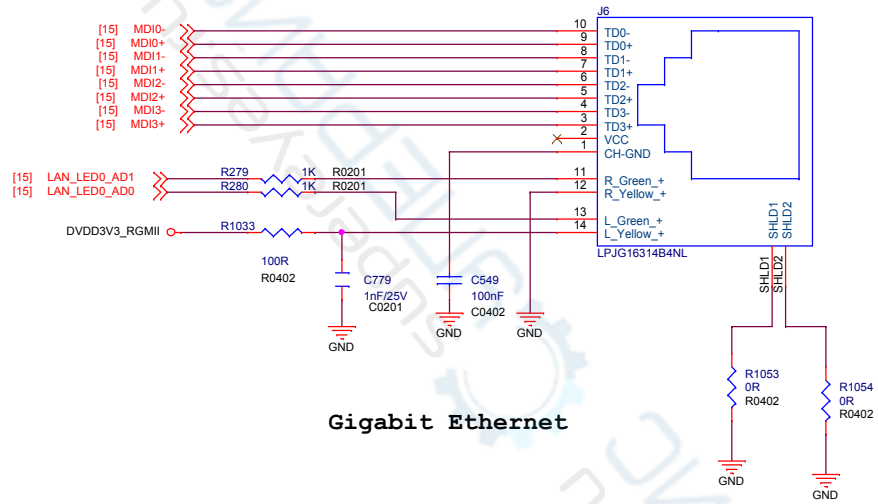 J6
[15] MDI0- 10 TD0-
[15] MDI0+ 9 TD0+
[15] MDI1- 8 TD1-
[15] MDI1+ 7 TD1+
[15] MDI2- 6 TD2-
[15] MDI2+ 5 TD2+
[15] MDI3- 4 TD3-
[15] MDI3+ 3 TD3+
2 VCC
1 CH-GND
[15] LAN_LED0_AD1 R279 1K R0201 11 R_Green_+
[15] LAN_LED0_AD0 R280 1K R0201 12 R_Yellow_+
13 L_Green_+
DVDD3V3_RGMII R1033 14 L_Yellow_+
SHLD1
SHLD2
LPJG16314B4NL
SHLD1
SHLD2
100R
R0402
C779
1nF/25V
C0201
GND
C549
100nF
C0402
GND
GND
R1053
0R
R0402
GND
R1054
0R
R0402
GND
Gigabit Ethernet